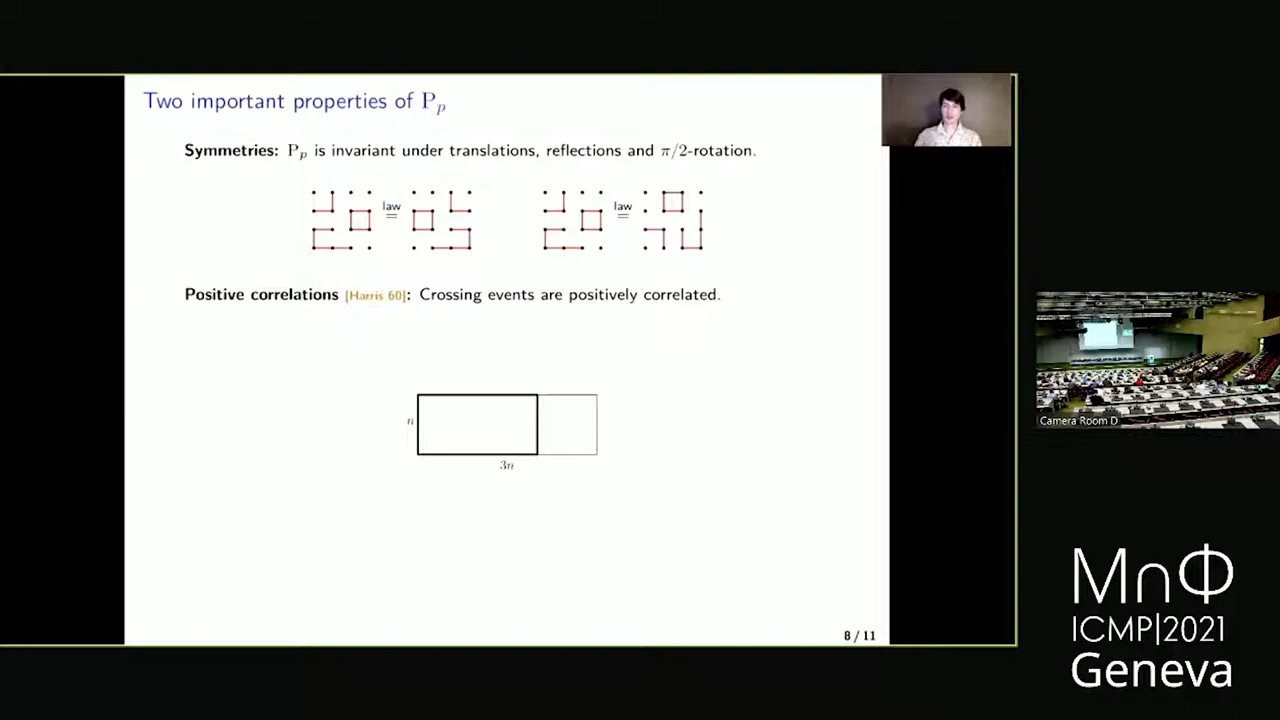 Two important properties of P_p
Symmetries: P_p is invariant under translations, reflections and π/2-rotation.
law
=
law
=
Positive correlations [Harris 60]: Crossing events are positively correlated.
n
3n
8 / 11
Camera Room D
M∩Φ
ICMP|2021
Geneva